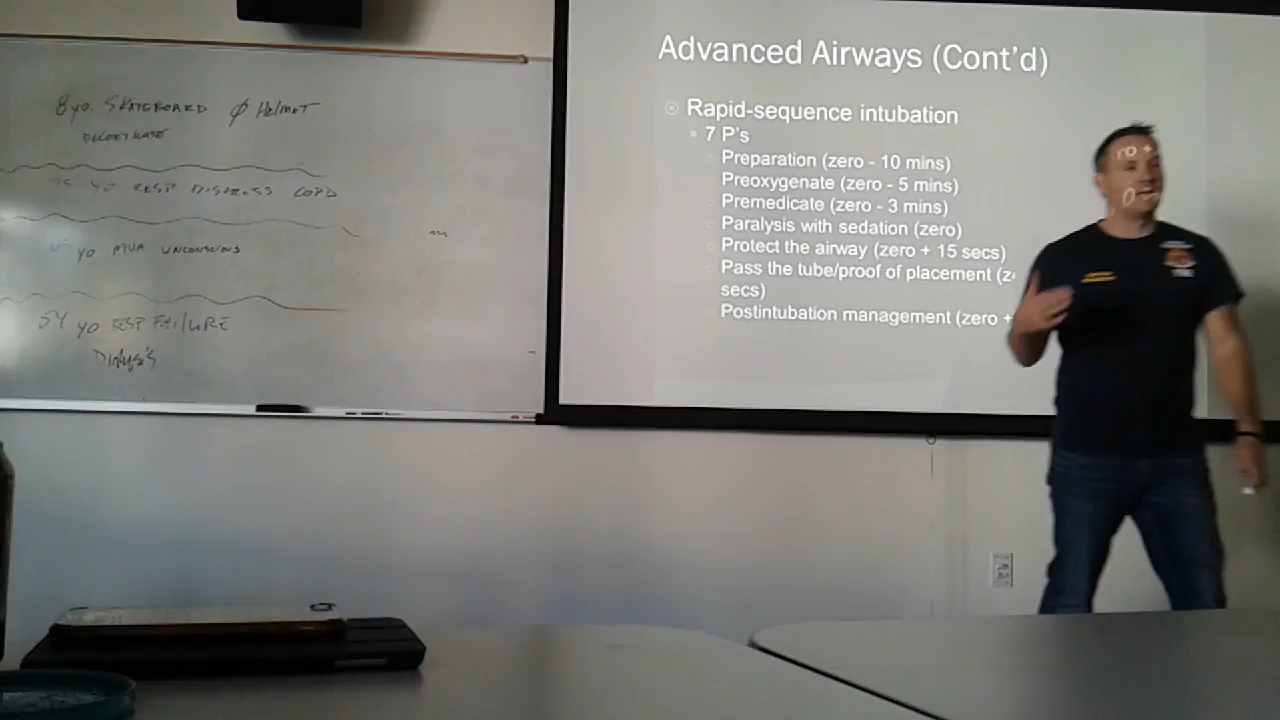 8yo. SKATEBOARD Ø HELMET
DECORTICATE
75 YO RESP DISTRESS COPD
yo MVA UNCONSCIOUS
54 yo RESP FAILURE
Dialysis
Advanced Airways (Cont'd)
Rapid-sequence intubation
7 P's
Preparation (zero - 10 mins)
Preoxygenate (zero - 5 mins)
Premedicate (zero - 3 mins)
Paralysis with sedation (zero)
Protect the airway (zero + 15 secs)
Pass the tube/proof of placement
secs)
Postintubation management (zero +